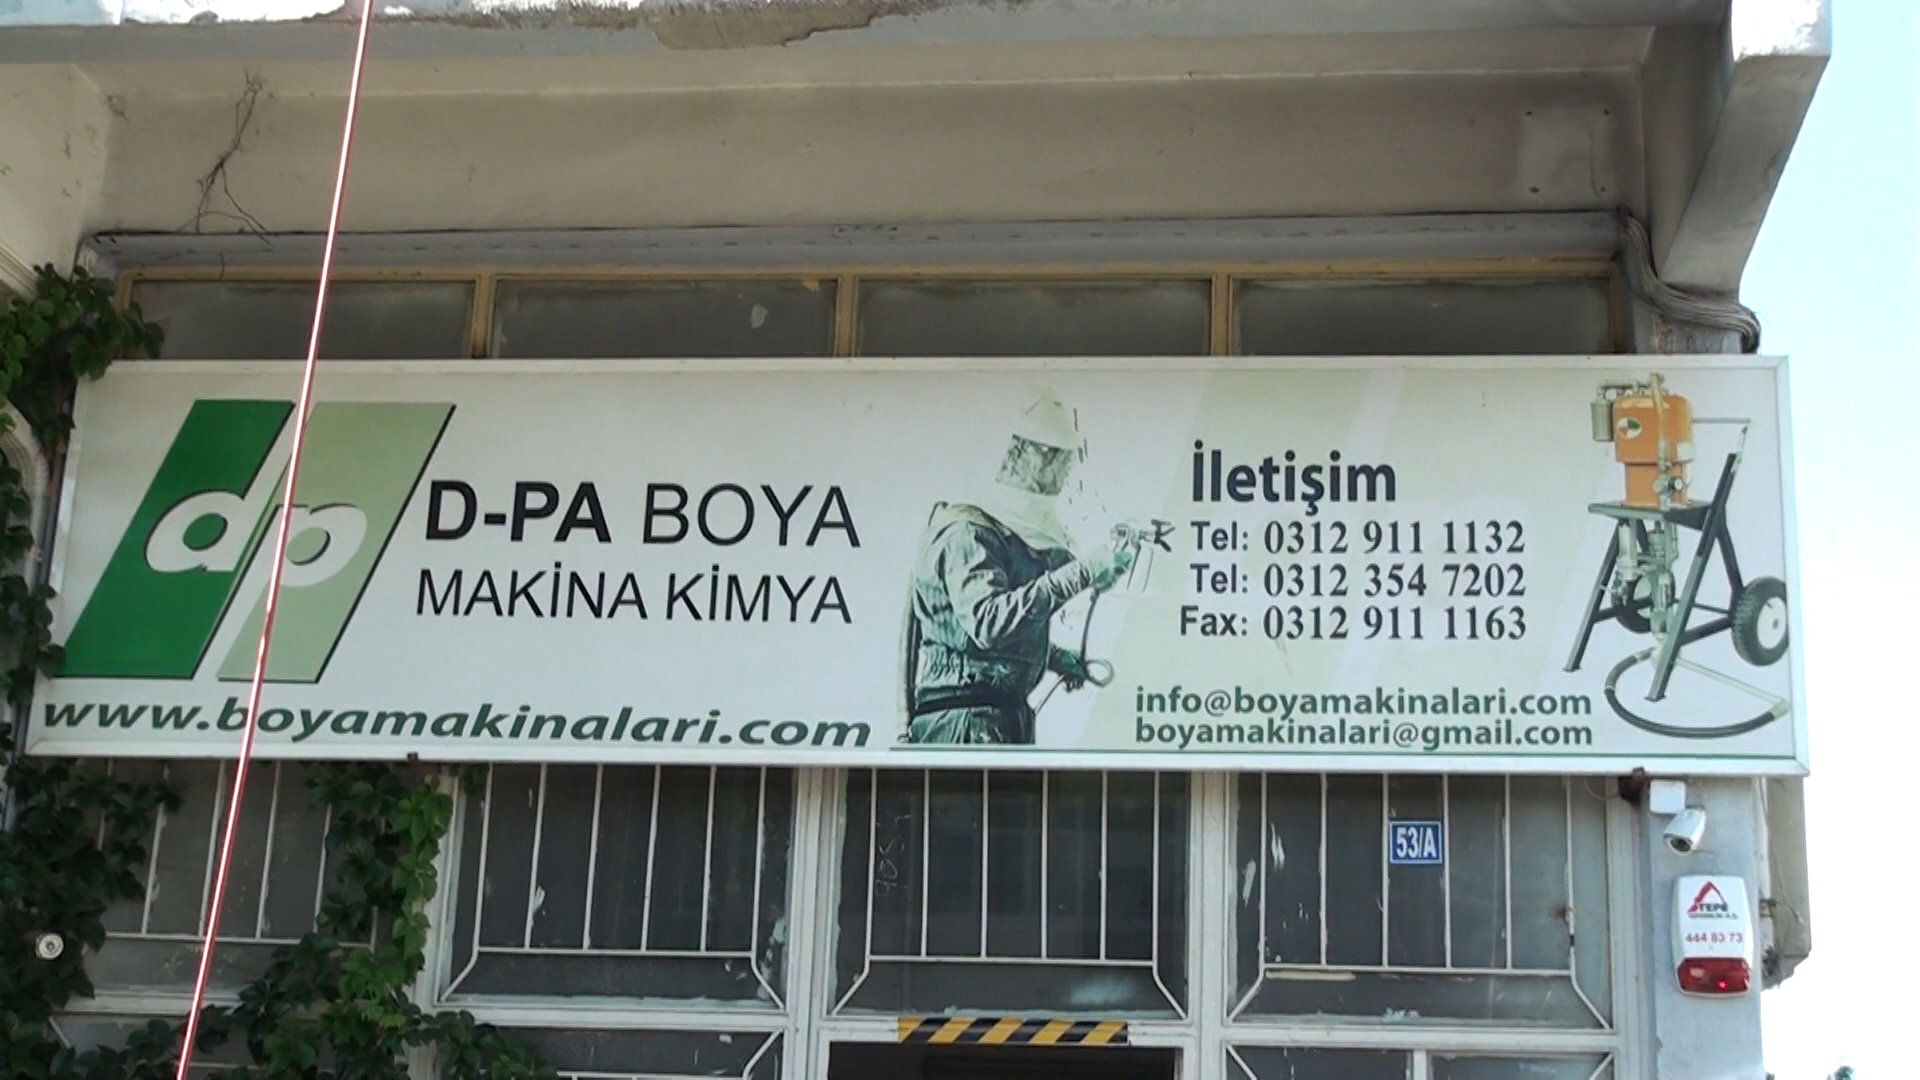 dp
D-PA BOYA
MAKİNA KİMYA
www.boyamakinalari.com
İletişim
Tel: 0312 911 1132
Tel: 0312 354 7202
Fax: 0312 911 1163
info@boyamakinalari.com
boyamakinalari@gmail.com
53/A
TEPE
444 83 73